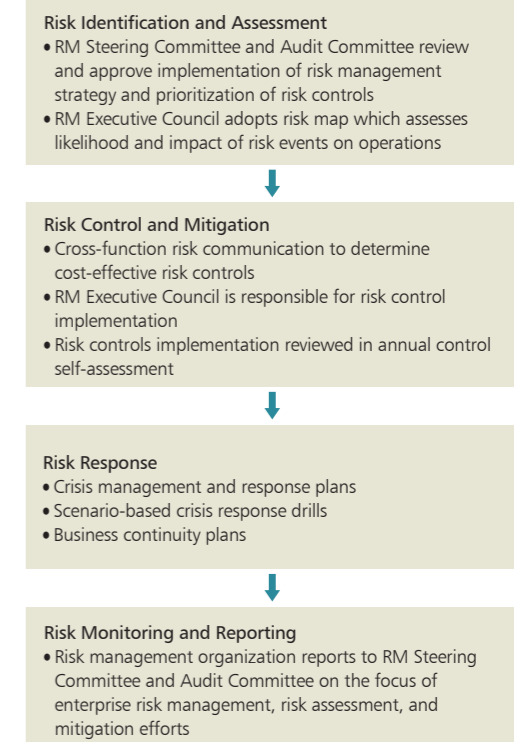 Risk Identification and Assessment
• RM Steering Committee and Audit Committee review
and approve implementation of risk management
strategy and prioritization of risk controls
• RM Executive Council adopts risk map which assesses
likelihood and impact of risk events on operations
Risk Control and Mitigation
• Cross-function risk communication to determine
cost-effective risk controls
• RM Executive Council is responsible for risk control
implementation
• Risk controls implementation reviewed in annual control
self-assessment
Risk Response
• Crisis management and response plans
• Scenario-based crisis response drills
• Business continuity plans
Risk Monitoring and Reporting
• Risk management organization reports to RM Steering
Committee and Audit Committee on the focus of
enterprise risk management, risk assessment, and
mitigation efforts